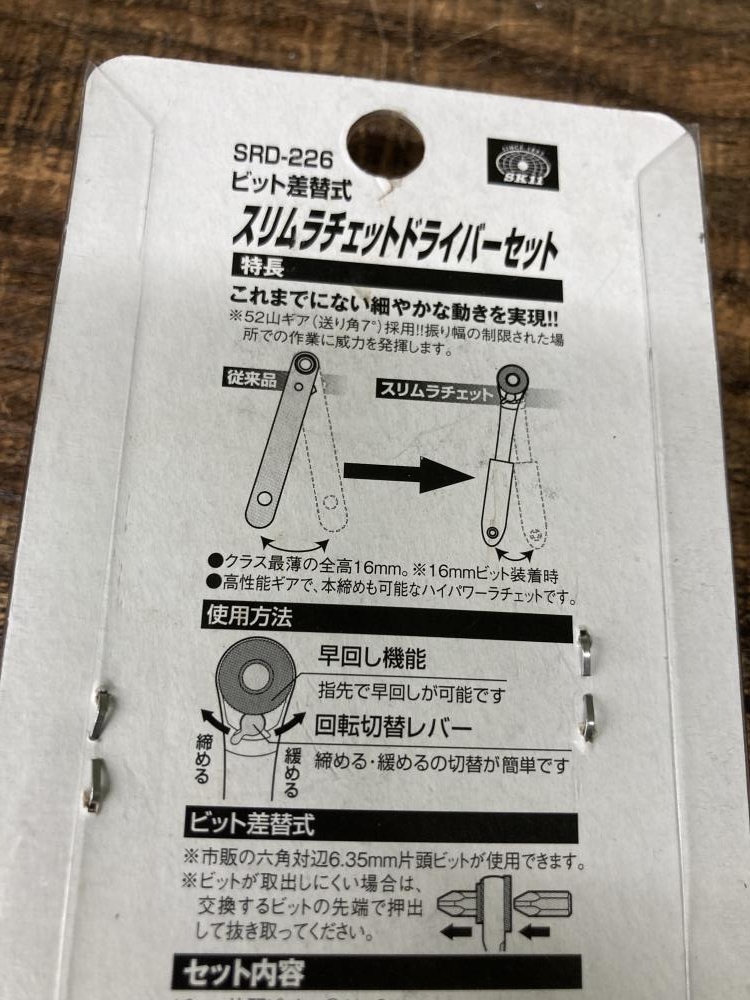 SRD-226
SINCE 1899
SK11
ビット差替式
スリムラチェットドライバーセット
特長
これまでにない細やかな動きを実現!!
※52山ギア(送り角7°)採用!!振り幅の制限された場
所での作業に威力を発揮します。
従来品
スリムラチェット
●クラス最薄の全高16mm。※16mmビット装着時
●高性能ギアで、本締めも可能なハイパワーラチェットです。
使用方法
早回し機能
指先で早回しが可能です
回転切替レバー
締める・緩めるの切替が簡単です
締める
緩める
ビット差替式
※市販の六角対辺6.35mm片頭ビットが使用できます。
※ビットが取出しにくい場合は、
交換するビットの先端で押出
して抜き取ってください。
セット内容